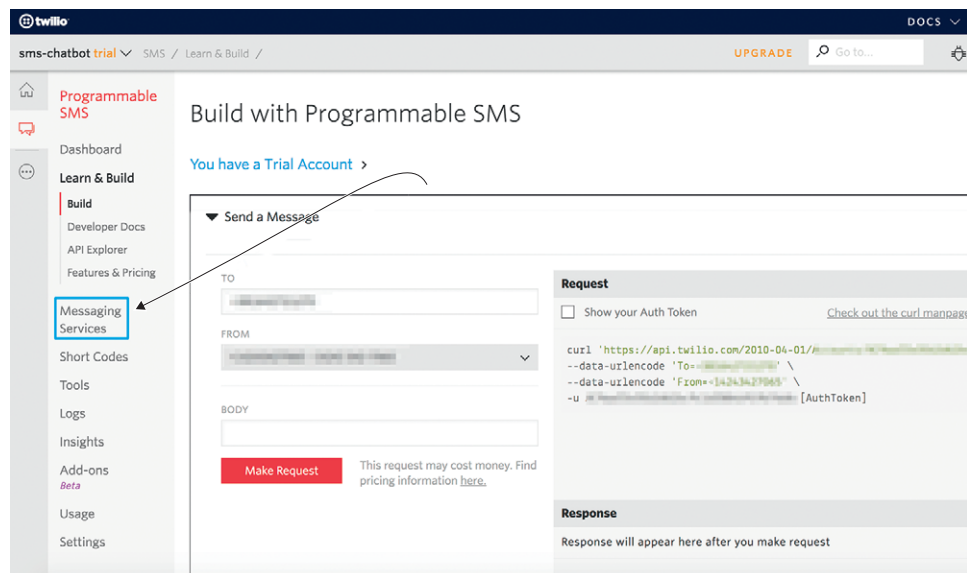 twilio
DOCS
sms-chatbot trial
SMS / Learn & Build /
UPGRADE
Go to...
Programmable
SMS
Dashboard
Learn & Build
Build
Developer Docs
API Explorer
Features & Pricing
Messaging
Services
Short Codes
Tools
Logs
Insights
Add-ons
Beta
Usage
Settings
Build with Programmable SMS
You have a Trial Account
Send a Message
TO
FROM
BODY
Make Request
This request may cost money. Find
pricing information here.
Request
Show your Auth Token
Check out the curl manpage
curl 'https://api.twilio.com/2010-04-01/
--data-urlencode 'To=
--data-urlencode 'From=
-u [AuthToken]
Response
Response will appear here after you make request